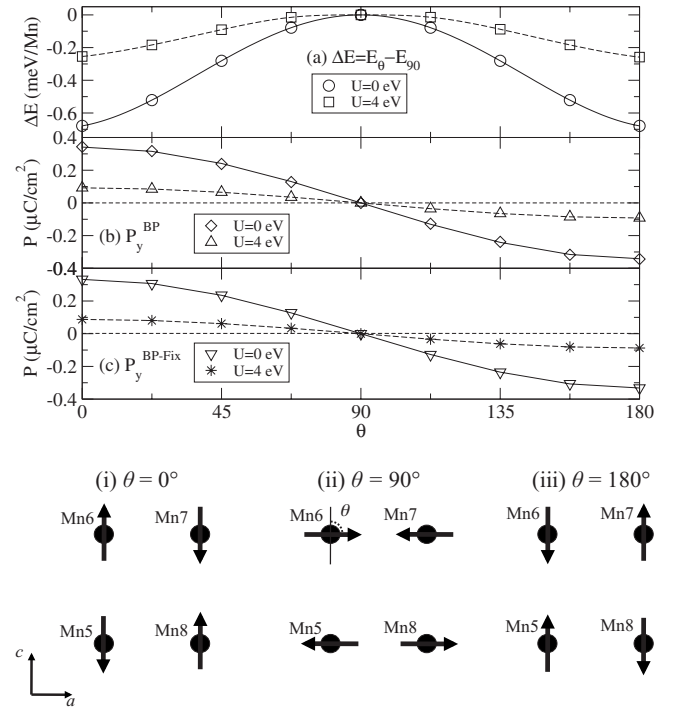 ΔE (meV/Mn)
0
-0.2
-0.4
-0.6
(a) ΔE=E_θ−E_90
U=0 eV
U=4 eV
P (μC/cm²)
0.4
0.2
0
-0.2
-0.4
(b) P_y^BP
U=0 eV
U=4 eV
P (μC/cm²)
0.2
0
-0.2
-0.4
(c) P_y^BP-Fix
U=0 eV
U=4 eV
0 45 90 135 180
θ
(i) θ = 0° (ii) θ = 90° (iii) θ = 180°
Mn6 Mn7 Mn6 θ Mn7 Mn6 Mn7
Mn5 Mn8 Mn5 Mn8 Mn5 Mn8
c
a